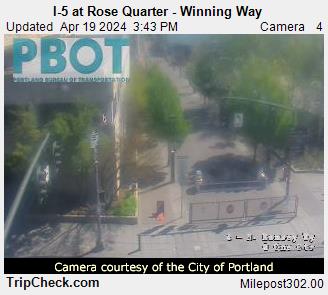 I-5 at Rose Quarter - Winning Way
Updated Apr 19 2024 3:43 PM Camera 4
PBOT
PORTLAND BUREAU OF TRANSPORTATION
Camera courtesy of the City of Portland
TripCheck.com Milepost302.00